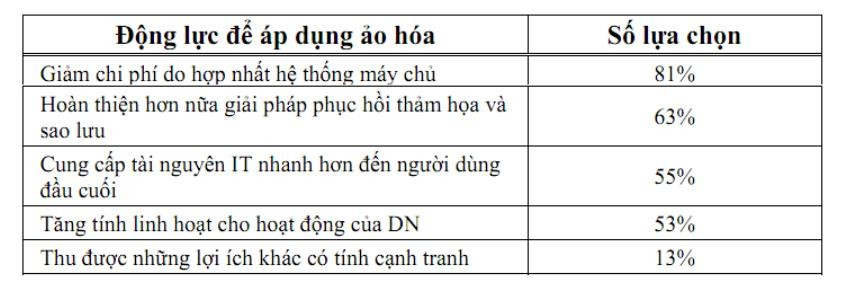 Động lực để áp dụng ảo hóa
Số lựa chọn
Giảm chi phí do hợp nhất hệ thống máy chủ
81%
Hoàn thiện hơn nữa giải pháp phục hồi thảm họa và
sao lưu
63%
Cung cấp tài nguyên IT nhanh hơn đến người dùng
đầu cuối
55%
Tăng tính linh hoạt cho hoạt động của DN
53%
Thu được những lợi ích khác có tính cạnh tranh
13%